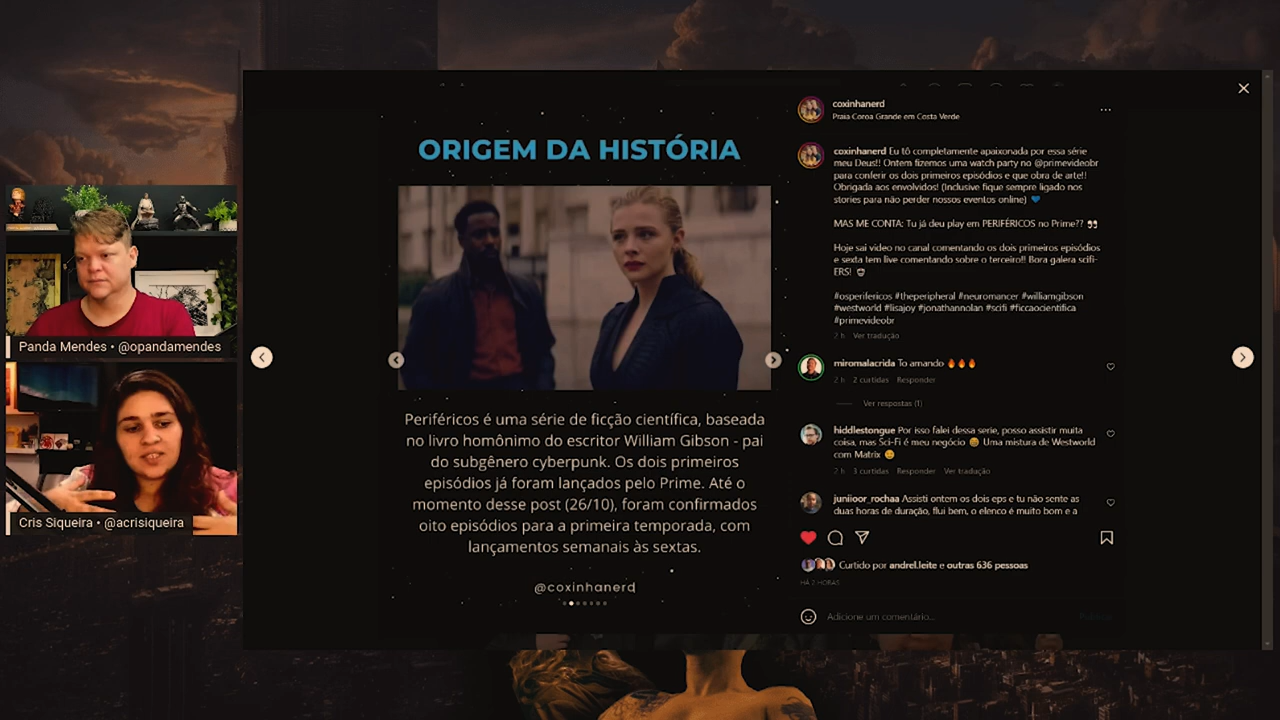 ORIGEM DA HISTÓRIA
Periféricos é uma série de ficção científica, baseada
no livro homônimo do escritor William Gibson - pai
do subgênero cyberpunk. Os dois primeiros
episódios já foram lançados pelo Prime. Até o
momento desse post (26/10), foram confirmados
oito episódios para a primeira temporada, com
lançamentos semanais às sextas.
@coxinhanerd
Panda Mendes • @opandamendes
Cris Siqueira • @acrisiqueira
coxinhanerd
Praia Coroa Grande em Costa Verde
coxinhanerd Eu tô completamente apaixonada por essa série
meu Deus!! Ontem fizemos uma watch party no @primevideobr
para conferir os dois primeiros episódios e que obra de arte!!
Obrigada aos envolvidos! (Inclusive fique sempre ligado nos
stories para não perder nossos eventos online) 💙
MAS ME CONTA: Tu já deu play em PERIFÉRICOS no Prime?? 👀
Hoje sai video no canal comentando os dois primeiros episódios
e sexta tem live comentando sobre o terceiro!! Bora galera scifi-
ERS!
#osperifericos #theperipheral #neuromancer #williamgibson
#westworld #lisajoy #jonathannolan #scifi #ficcaocientifica
#primevideobr
2 h Ver tradução
miromalacrida To amando 🔥🔥🔥
2 h 2 curtidas Responder
Ver respostas (1)
hiddlestongue Por isso falei dessa serie, posso assistir muita
coisa, mas Sci-Fi é meu negócio Uma mistura de Westworld
com Matrix
2 h 3 curtidas Responder Ver tradução
juniioor_rochaa Assisti ontem os dois eps e tu não sente as
duas horas de duração, flui bem, o elenco é muito bom e a
Curtido por andrel.leite e outras 636 pessoas
HÁ 2 HORAS
Adicione um comentário...